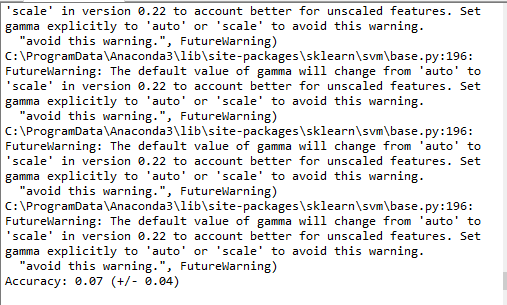 'scale' in version 0.22 to account better for unscaled features. Set
gamma explicitly to 'auto' or 'scale' to avoid this warning.
  "avoid this warning.", FutureWarning)
C:\ProgramData\Anaconda3\lib\site-packages\sklearn\svm\base.py:196:
FutureWarning: The default value of gamma will change from 'auto' to
'scale' in version 0.22 to account better for unscaled features. Set
gamma explicitly to 'auto' or 'scale' to avoid this warning.
  "avoid this warning.", FutureWarning)
C:\ProgramData\Anaconda3\lib\site-packages\sklearn\svm\base.py:196:
FutureWarning: The default value of gamma will change from 'auto' to
'scale' in version 0.22 to account better for unscaled features. Set
gamma explicitly to 'auto' or 'scale' to avoid this warning.
  "avoid this warning.", FutureWarning)
C:\ProgramData\Anaconda3\lib\site-packages\sklearn\svm\base.py:196:
FutureWarning: The default value of gamma will change from 'auto' to
'scale' in version 0.22 to account better for unscaled features. Set
gamma explicitly to 'auto' or 'scale' to avoid this warning.
  "avoid this warning.", FutureWarning)
Accuracy: 0.07 (+/- 0.04)